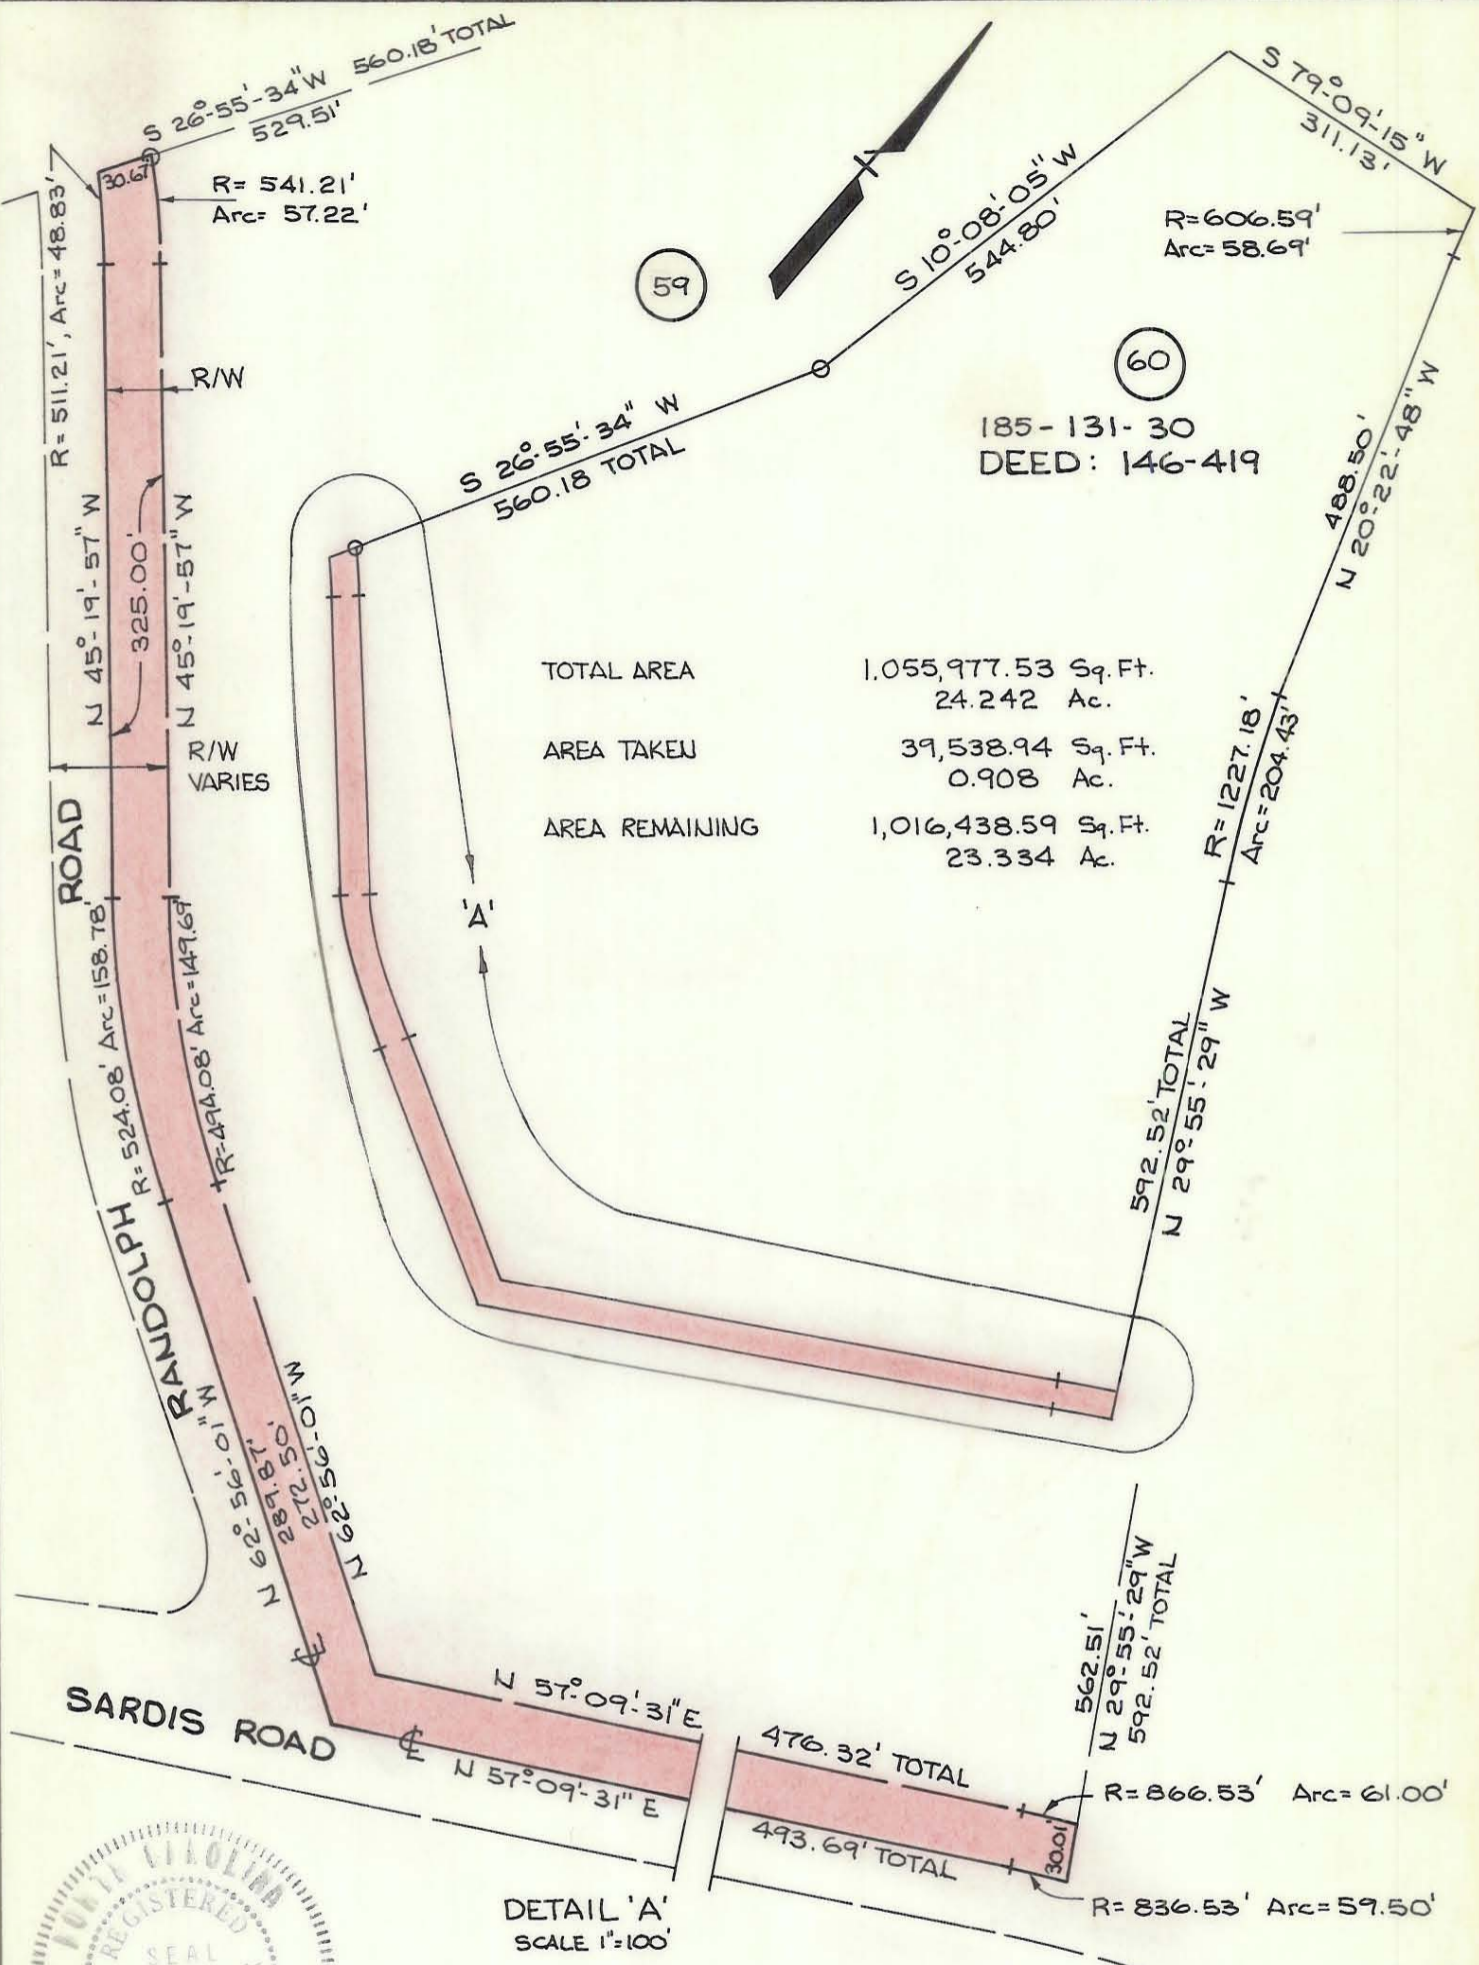 S 26°-55'-34"W 560.18' TOTAL
529.51'
30.67'
R= 541.21'
Arc= 57.22'
R= 511.21', Arc= 48.83'
S 79°-09'-15" W
311.13'
S 10°-08'-05" W
544.80'
R=606.59'
Arc= 58.69'
59
60
185-131-30
DEED: 146-419
R/W
S 26°-55'-34" W
560.18 TOTAL
488.50'
N 20°-22'-48" W
N 45°-19'-57" W
325.00'
N 45°-19'-57" W
TOTAL AREA 1.055,977.53 Sq.Ft.
24.242 Ac.
AREA TAKEN 39,538.94 Sq.Ft.
0.908 Ac.
AREA REMAINING 1,016,438.59 Sq.Ft.
23.334 Ac.
R/W
VARIES
R=1227.18'
Arc=204.43'
'A'
RANDOLPH ROAD
R= 524.08' Arc=158.78'
R=494.08' Arc=149.69'
592.52' TOTAL
N 29°-55'-29" W
N 62°-56'-01" W
289.87'
272.50'
N 62°-56'-01" W
℄
SARDIS ROAD
℄
N 57°-09'-31" E
N 57°-09'-31" E
476.32' TOTAL
493.69' TOTAL
562.51'
N 29°-55'-29" W
592.52' TOTAL
R= 866.53' Arc= 61.00'
30.01'
R= 836.53' Arc= 59.50'
DETAIL 'A'
SCALE 1"=100'
NORTH CAROLINA
REGISTERED
SEAL